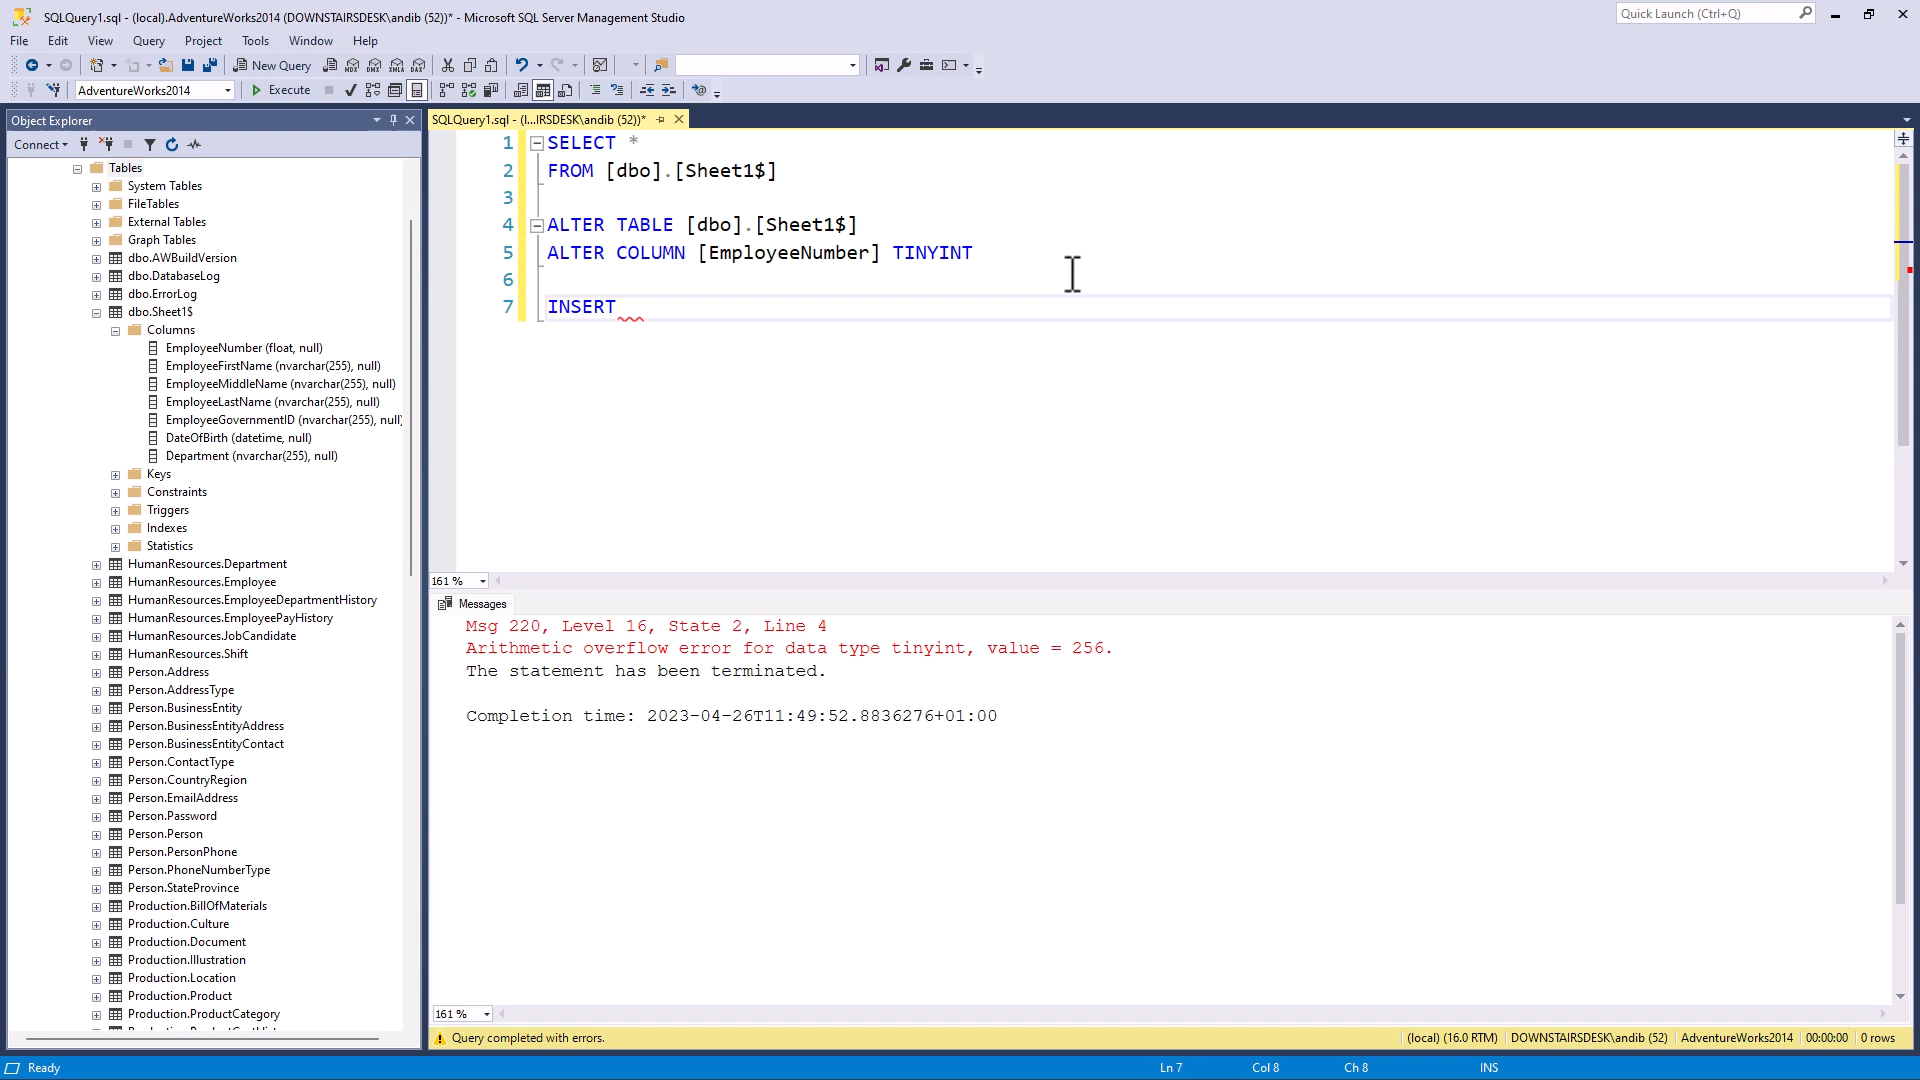 SQLQuery1.sql - (local).AdventureWorks2014 (DOWNSTAIRSDESK\andib (52))* - Microsoft SQL Server Management Studio
Quick Launch (Ctrl+Q)
File Edit View Query Project Tools Window Help
New Query
AdventureWorks2014
Execute
Object Explorer
Connect
Tables
System Tables
FileTables
External Tables
Graph Tables
dbo.AWBuildVersion
dbo.DatabaseLog
dbo.ErrorLog
dbo.Sheet1$
Columns
EmployeeNumber (float, null)
EmployeeFirstName (nvarchar(255), null)
EmployeeMiddleName (nvarchar(255), null)
EmployeeLastName (nvarchar(255), null)
EmployeeGovernmentID (nvarchar(255), null)
DateOfBirth (datetime, null)
Department (nvarchar(255), null)
Keys
Constraints
Triggers
Indexes
Statistics
HumanResources.Department
HumanResources.Employee
HumanResources.EmployeeDepartmentHistory
HumanResources.EmployeePayHistory
HumanResources.JobCandidate
HumanResources.Shift
Person.Address
Person.AddressType
Person.BusinessEntity
Person.BusinessEntityAddress
Person.BusinessEntityContact
Person.ContactType
Person.CountryRegion
Person.EmailAddress
Person.Password
Person.Person
Person.PersonPhone
Person.PhoneNumberType
Person.StateProvince
Production.BillOfMaterials
Production.Culture
Production.Document
Production.Illustration
Production.Location
Production.Product
Production.ProductCategory
SQLQuery1.sql - (l...IRSDESK\andib (52))*
1 SELECT *
2 FROM [dbo].[Sheet1$]
3
4 ALTER TABLE [dbo].[Sheet1$]
5 ALTER COLUMN [EmployeeNumber] TINYINT
6
7 INSERT
161 %
Messages
Msg 220, Level 16, State 2, Line 4
Arithmetic overflow error for data type tinyint, value = 256.
The statement has been terminated.
Completion time: 2023-04-26T11:49:52.8836276+01:00
161 %
Query completed with errors.
(local) (16.0 RTM) DOWNSTAIRSDESK\andib (52) AdventureWorks2014 00:00:00 0 rows
Ready
Ln 7 Col 8 Ch 8 INS